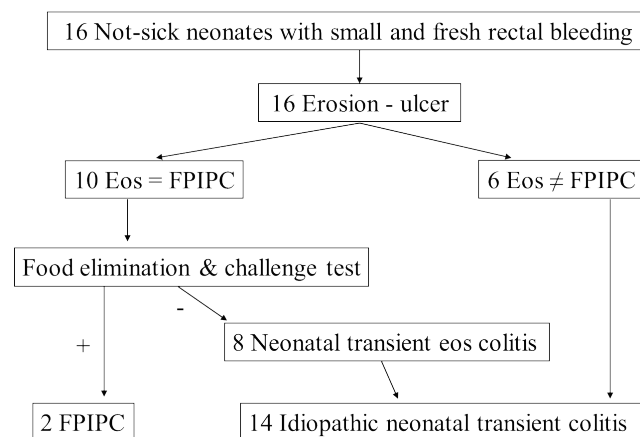 16 Not-sick neonates with small and fresh rectal bleeding
16 Erosion - ulcer
10 Eos = FPIPC
6 Eos ≠ FPIPC
Food elimination & challenge test
-
+
8 Neonatal transient eos colitis
2 FPIPC
14 Idiopathic neonatal transient colitis